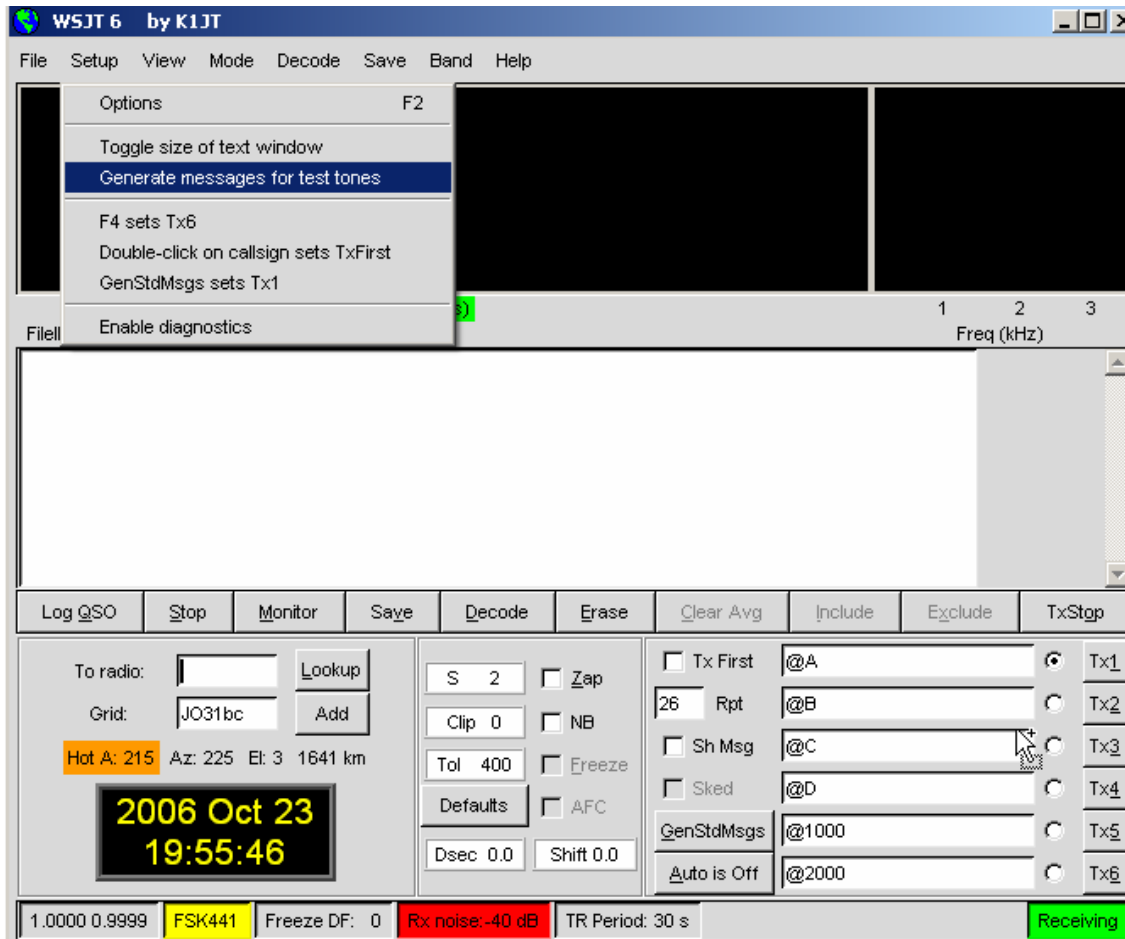 WSJT 6 by K1JT
File Setup View Mode Decode Save Band Help
Options F2
Toggle size of text window
Generate messages for test tones
F4 sets Tx6
Double-click on callsign sets TxFirst
GenStdMsgs sets Tx1
Enable diagnostics
s)
1 2 3
FileI
Freq (kHz)
Log QSO Stop Monitor Save Decode Erase Clear Avg Include Exclude TxStop
To radio: Lookup
Grid: JO31bc Add
Hot A: 215 Az: 225 El: 3 1641 km
2006 Oct 23
19:55:46
S 2 Zap
Clip 0 NB
Tol 400 Freeze
Defaults AFC
Dsec 0.0 Shift 0.0
Tx First @A Tx1
26 Rpt @B Tx2
Sh Msg @C Tx3
Sked @D Tx4
GenStdMsgs @1000 Tx5
Auto is Off @2000 Tx6
1.0000 0.9999 FSK441 Freeze DF: 0 Rx noise:-40 dB TR Period: 30 s Receiving